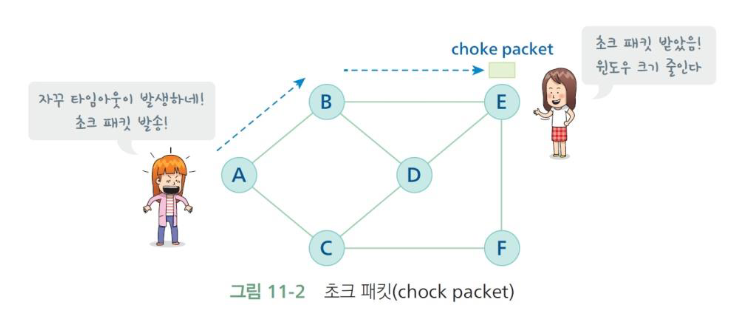 choke packet
초크 패킷 받았음!
윈도우 크기 줄인다
자꾸 타임아웃이 발생하네!
초크 패킷 발송!
B
E
A
D
C
F
그림 11-2 초크 패킷(chock packet)